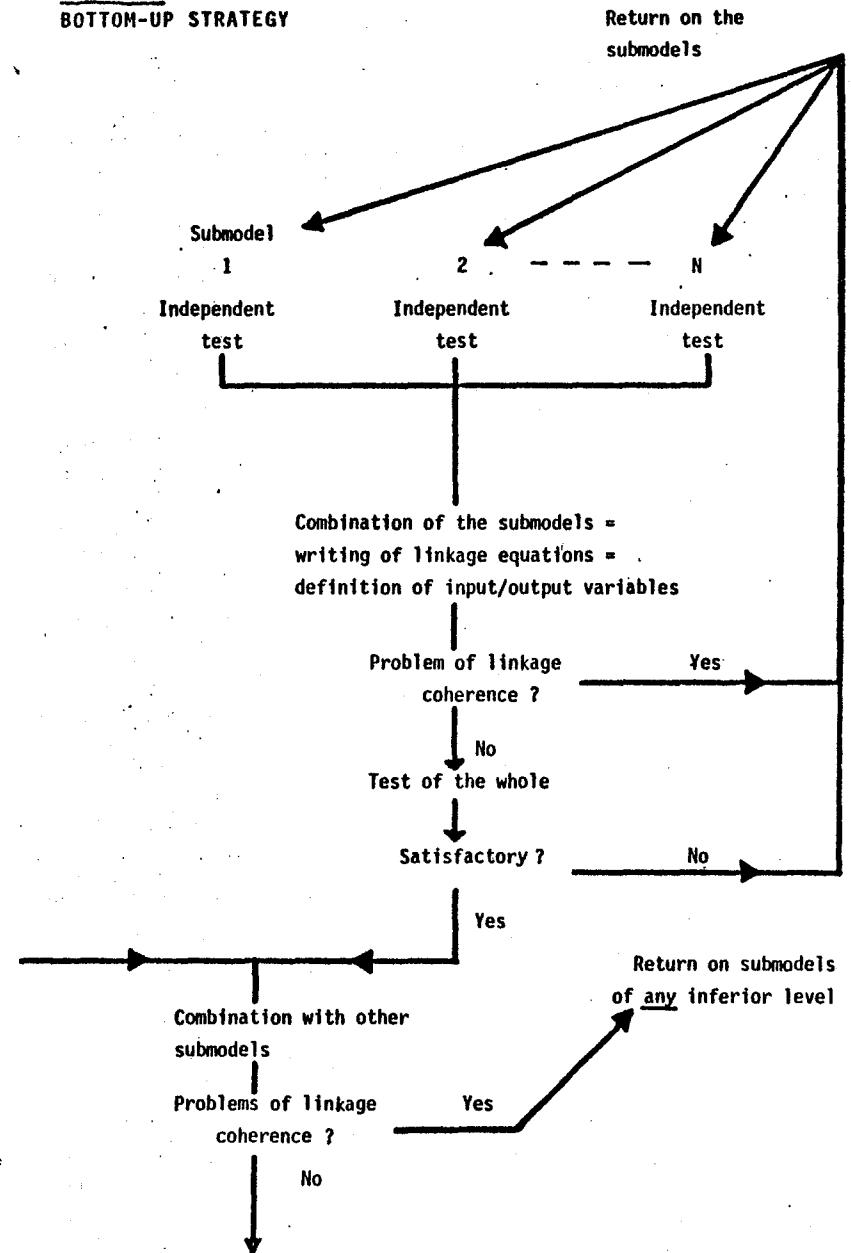 BOTTOM-UP STRATEGY
Return on the
submodels
Submodel
1
2
N
Independent
test
Independent
test
Independent
test
Combination of the submodels =
writing of linkage equations =
definition of input/output variables
Problem of linkage
coherence ?
Yes
No
Test of the whole
Satisfactory ?
No
Yes
Return on submodels
of any inferior level
Combination with other
submodels
Problems of linkage
coherence ?
Yes
No